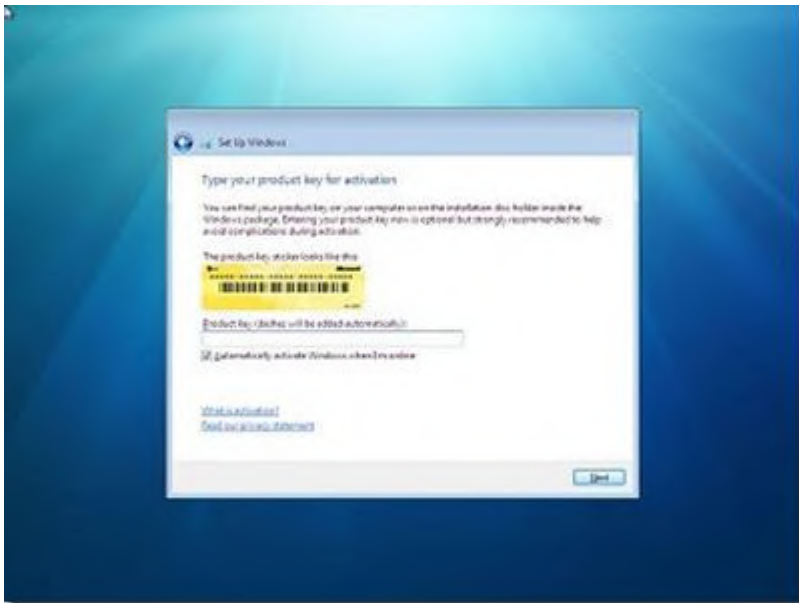 Set Up Windows
Type your product key for activation
You can find your product key on your computer or on the installation disc holder inside the
Windows package. Entering your product key now is optional but strongly recommended to help
avoid complications during activation.
The product key sticker looks like this:
Product key (dashes will be added automatically):
Automatically activate Windows when I'm online
What is activation?
Read our privacy statement
Next